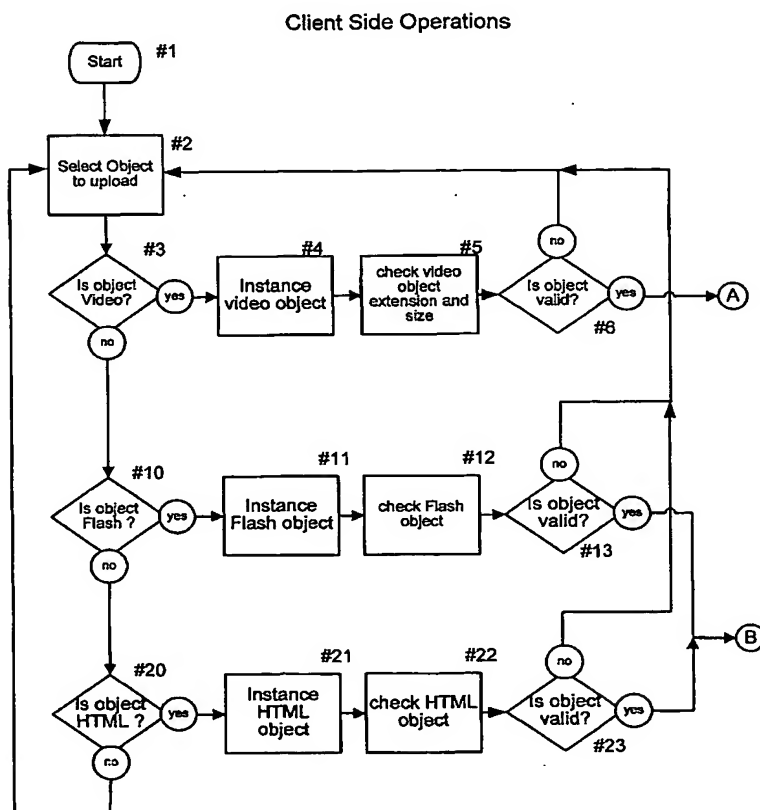 Client Side Operations
Start
#1
#2
Select Object
to upload
#3
Is object
Video?
yes
no
#4
Instance
video object
#5
check video
object
extension and
size
Is object
valid?
no
yes
#6
A
#10
Is object
Flash ?
yes
no
#11
Instance
Flash object
#12
check Flash
object
no
Is object
valid?
yes
#13
B
#20
Is object
HTML ?
yes
no
#21
Instance
HTML
object
#22
check HTML
object
no
Is object
valid?
yes
#23